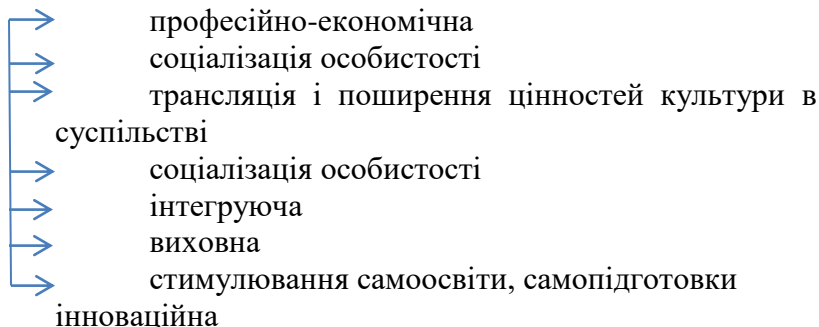 професійно-економічна
соціалізація особистості
трансляція і поширення цінностей культури в
суспільстві
соціалізація особистості
інтегруюча
виховна
стимулювання самоосвіти, самопідготовки
інноваційна